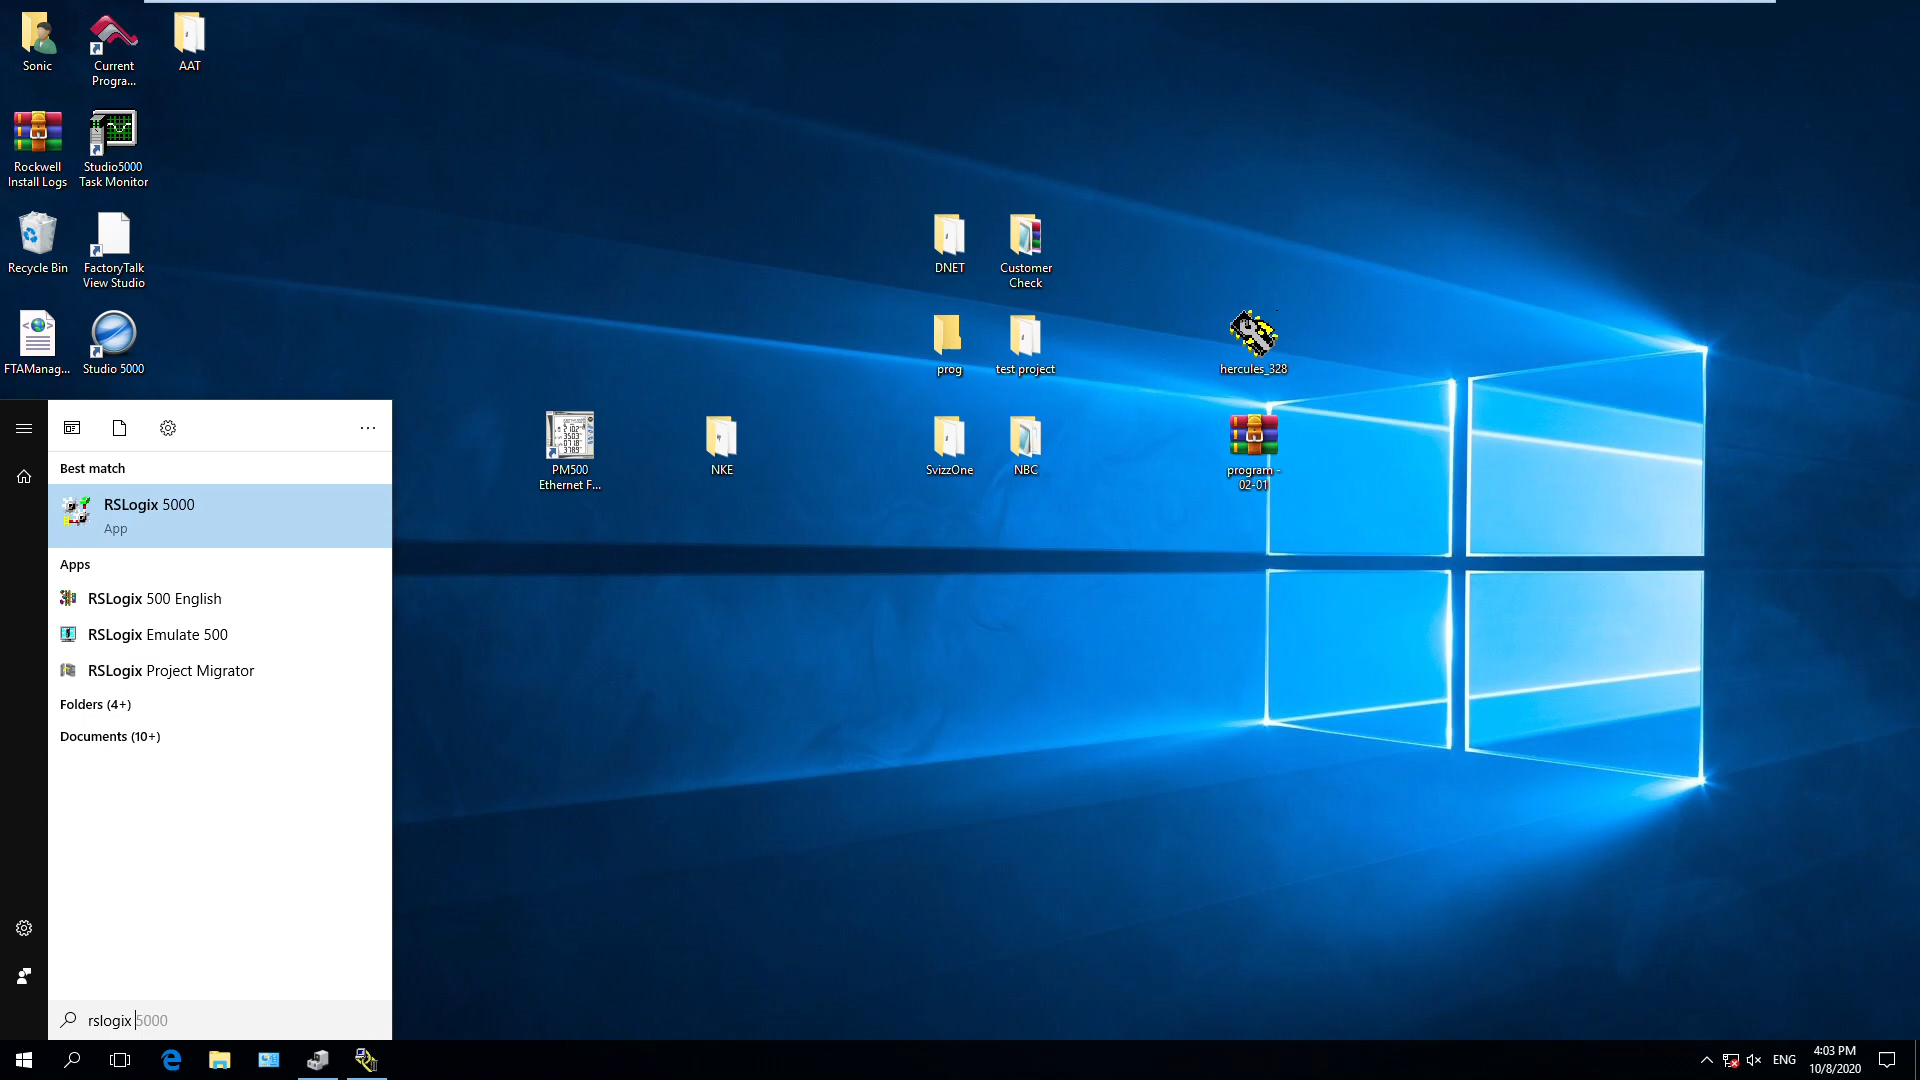 Sonic
Current
Progra...
AAT
Rockwell
Install Logs
Studio5000
Task Monitor
Recycle Bin
FactoryTalk
View Studio
DNET
Customer
Check
FTAManag...
Studio 5000
prog
test project
hercules_328
PM500
Ethernet F...
NKE
SvizzOne
NBC
program -
02-01
Best match
RSLogix 5000
App
Apps
RSLogix 500 English
RSLogix Emulate 500
RSLogix Project Migrator
Folders (4+)
Documents (10+)
rslogix 5000
ENG
4:03 PM
10/8/2020